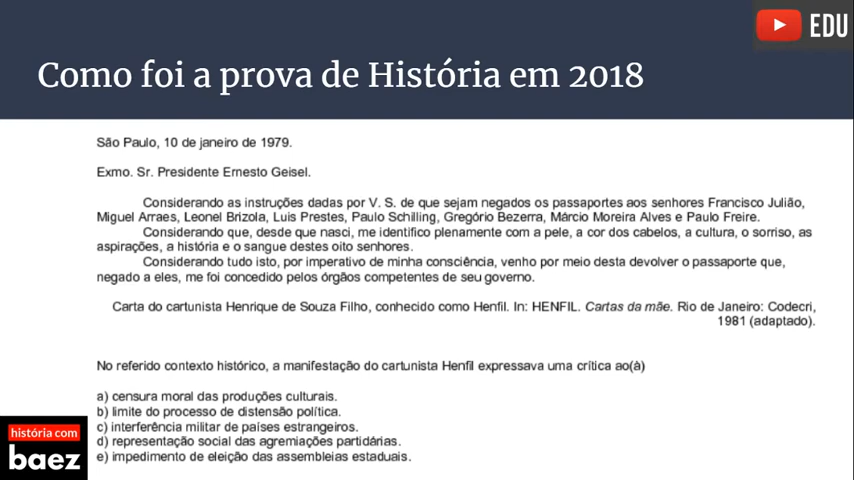 EDU
Como foi a prova de História em 2018
São Paulo, 10 de janeiro de 1979.
Exmo. Sr. Presidente Ernesto Geisel.
Considerando as instruções dadas por V. S. de que sejam negados os passaportes aos senhores Francisco Julião,
Miguel Arraes, Leonel Brizola, Luis Prestes, Paulo Schilling, Gregório Bezerra, Márcio Moreira Alves e Paulo Freire.
Considerando que, desde que nasci, me identifico plenamente com a pele, a cor dos cabelos, a cultura, o sorriso, as
aspirações, a história e o sangue destes oito senhores.
Considerando tudo isto, por imperativo de minha consciência, venho por meio desta devolver o passaporte que,
negado a eles, me foi concedido pelos órgãos competentes de seu governo.
Carta do cartunista Henrique de Souza Filho, conhecido como Henfil. In: HENFIL. Cartas da mãe. Rio de Janeiro: Codecri,
1981 (adaptado).
No referido contexto histórico, a manifestação do cartunista Henfil expressava uma crítica ao(à)
a) censura moral das produções culturais.
b) limite do processo de distensão política.
c) interferência militar de países estrangeiros.
d) representação social das agremiações partidárias.
e) impedimento de eleição das assembleias estaduais.
história com
baez